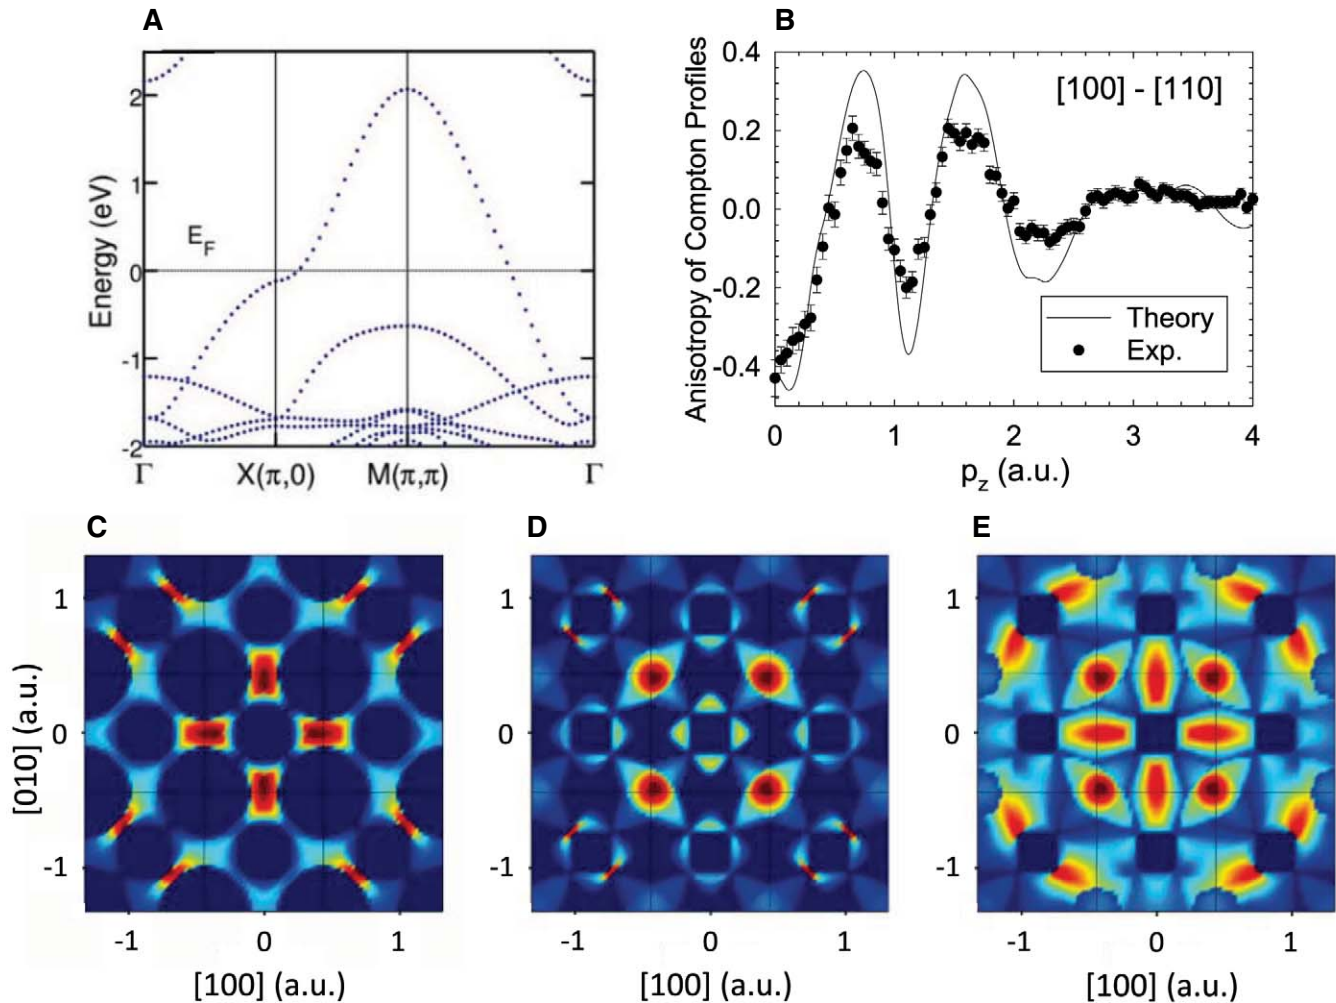 A
B
2
1
0
-1
-2
Energy (eV)
E_F
Γ
X(π,0)
M(π,π)
Γ
0.4
0.2
0.0
-0.2
-0.4
Anisotropy of Compton Profiles
[100] - [110]
Theory
Exp.
0
1
2
3
4
p_z (a.u.)
C
D
E
1
0
-1
[010] (a.u.)
-1
0
1
[100] (a.u.)
1
0
-1
-1
0
1
[100] (a.u.)
1
0
-1
-1
0
1
[100] (a.u.)